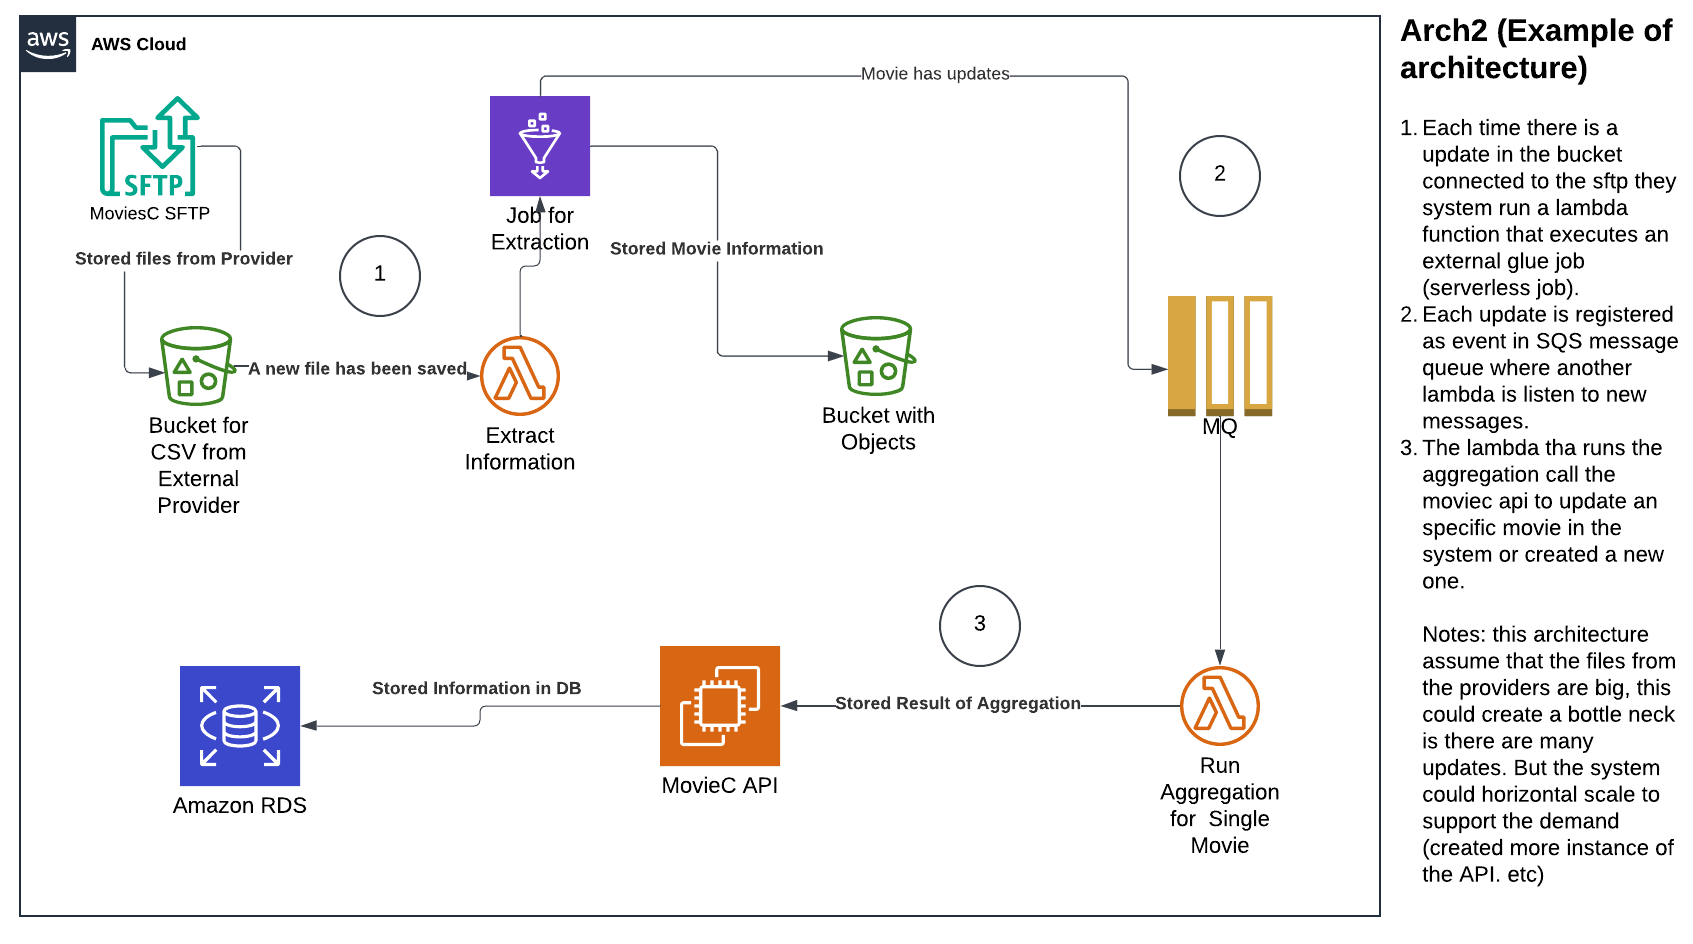 aws
AWS Cloud
Movie has updates
SFTP
MoviesC SFTP
Stored files from Provider
1
Job for
Extraction
Stored Movie Information
2
A new file has been saved
Bucket for
CSV from
External
Provider
Extract
Information
Bucket with
Objects
MQ
3
Stored Information in DB
Stored Result of Aggregation
Amazon RDS
MovieC API
Run
Aggregation
for  Single
Movie
Arch2 (Example of
architecture)
1. Each time there is a
update in the bucket
connected to the sftp they
system run a lambda
function that executes an
external glue job
(serverless job).
2. Each update is registered
as event in SQS message
queue where another
lambda is listen to new
messages.
3. The lambda tha runs the
aggregation call the
moviec api to update an
specific movie in the
system or created a new
one.
Notes: this architecture
assume that the files from
the providers are big, this
could create a bottle neck
is there are many
updates. But the system
could horizontal scale to
support the demand
(created more instance of
the API. etc)